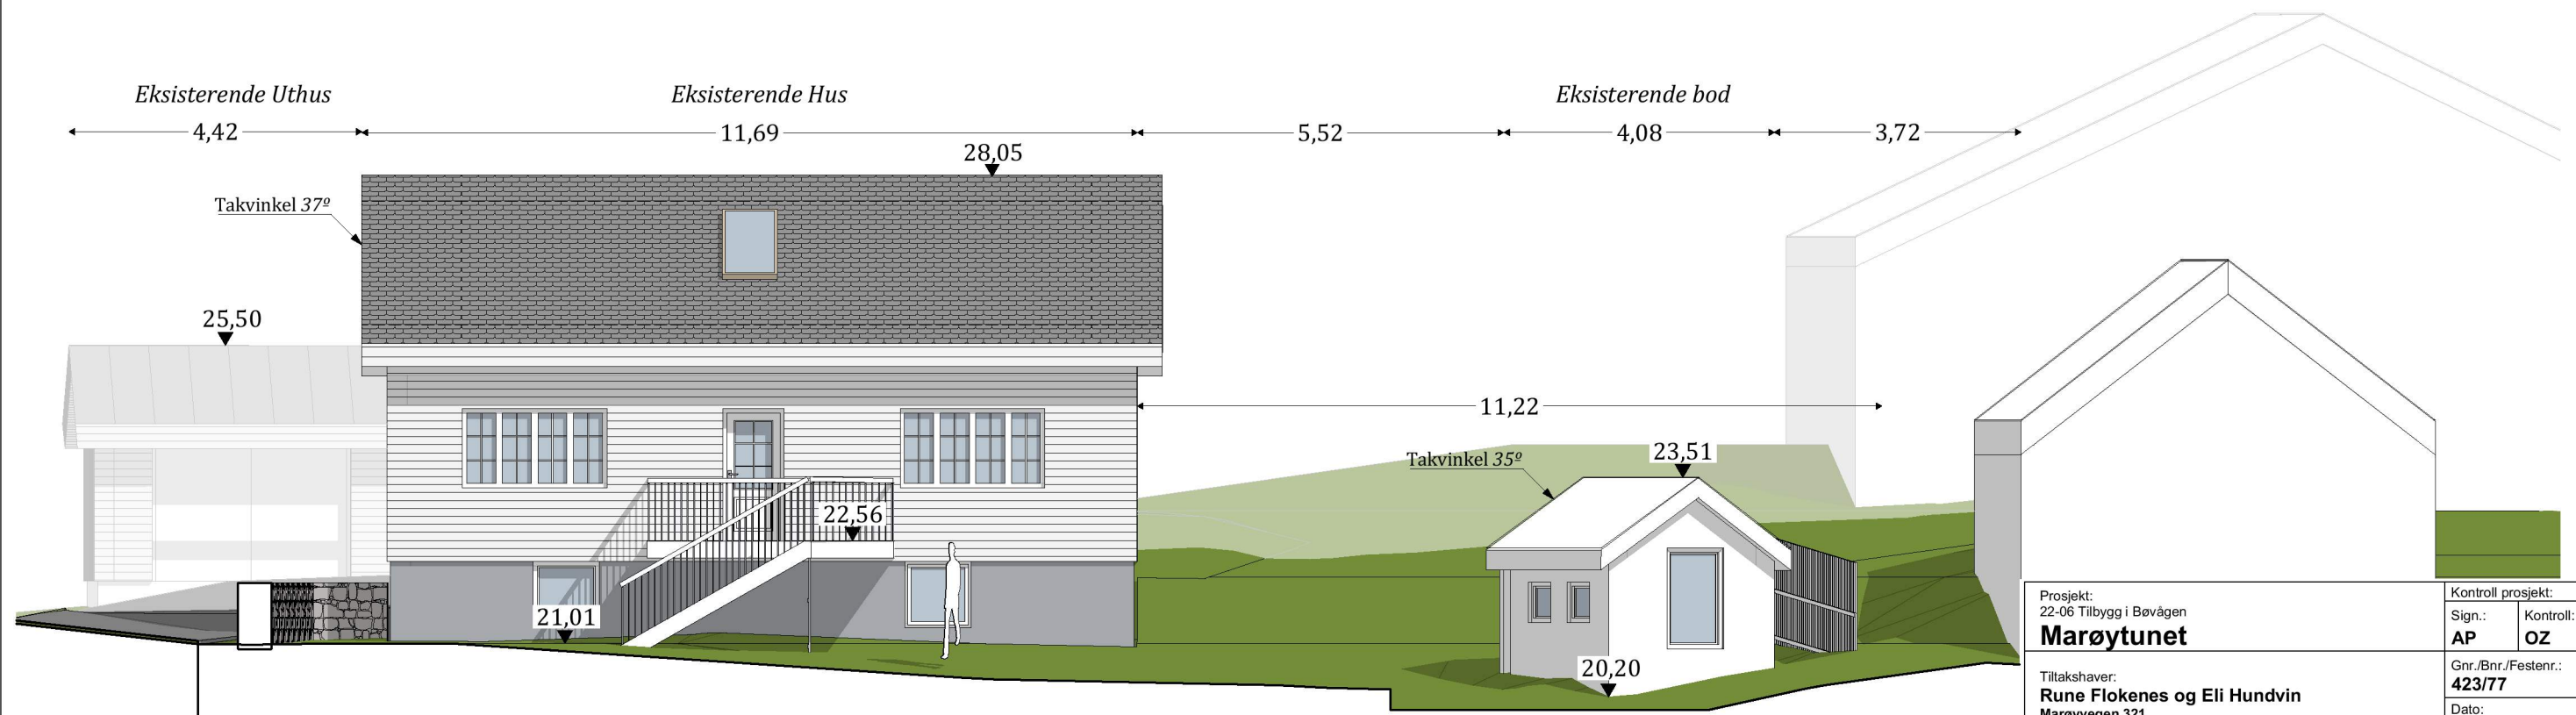 Eksisterende Uthus
Eksisterende Hus
Eksisterende bod
4,42
11,69
5,52
4,08
3,72
28,05
Takvinkel 37º
25,50
11,22
Takvinkel 35º
23,51
22,56
21,01
20,20
Prosjekt:
22-06 Tilbygg i Bøvågen
Marøytunet
Kontroll prosjekt:
Sign.:
Kontroll:
AP
OZ
Tiltakshaver:
Rune Flokenes og Eli Hundvin
Marøyvegen 321
Gnr./Bnr./Festenr.:
423/77
Dato: